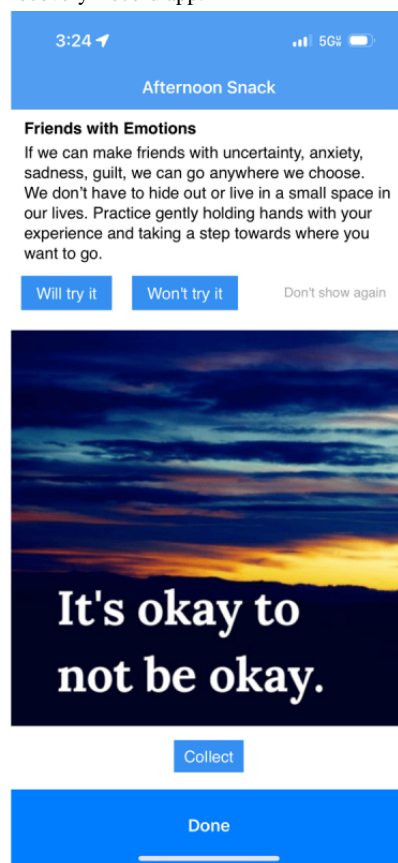 3:24
5G
Afternoon Snack
Friends with Emotions
If we can make friends with uncertainty, anxiety,
sadness, guilt, we can go anywhere we choose.
We don't have to hide out or live in a small space in
our lives. Practice gently holding hands with your
experience and taking a step towards where you
want to go.
Will try it Won't try it Don't show again
It's okay to
not be okay.
Collect
Done